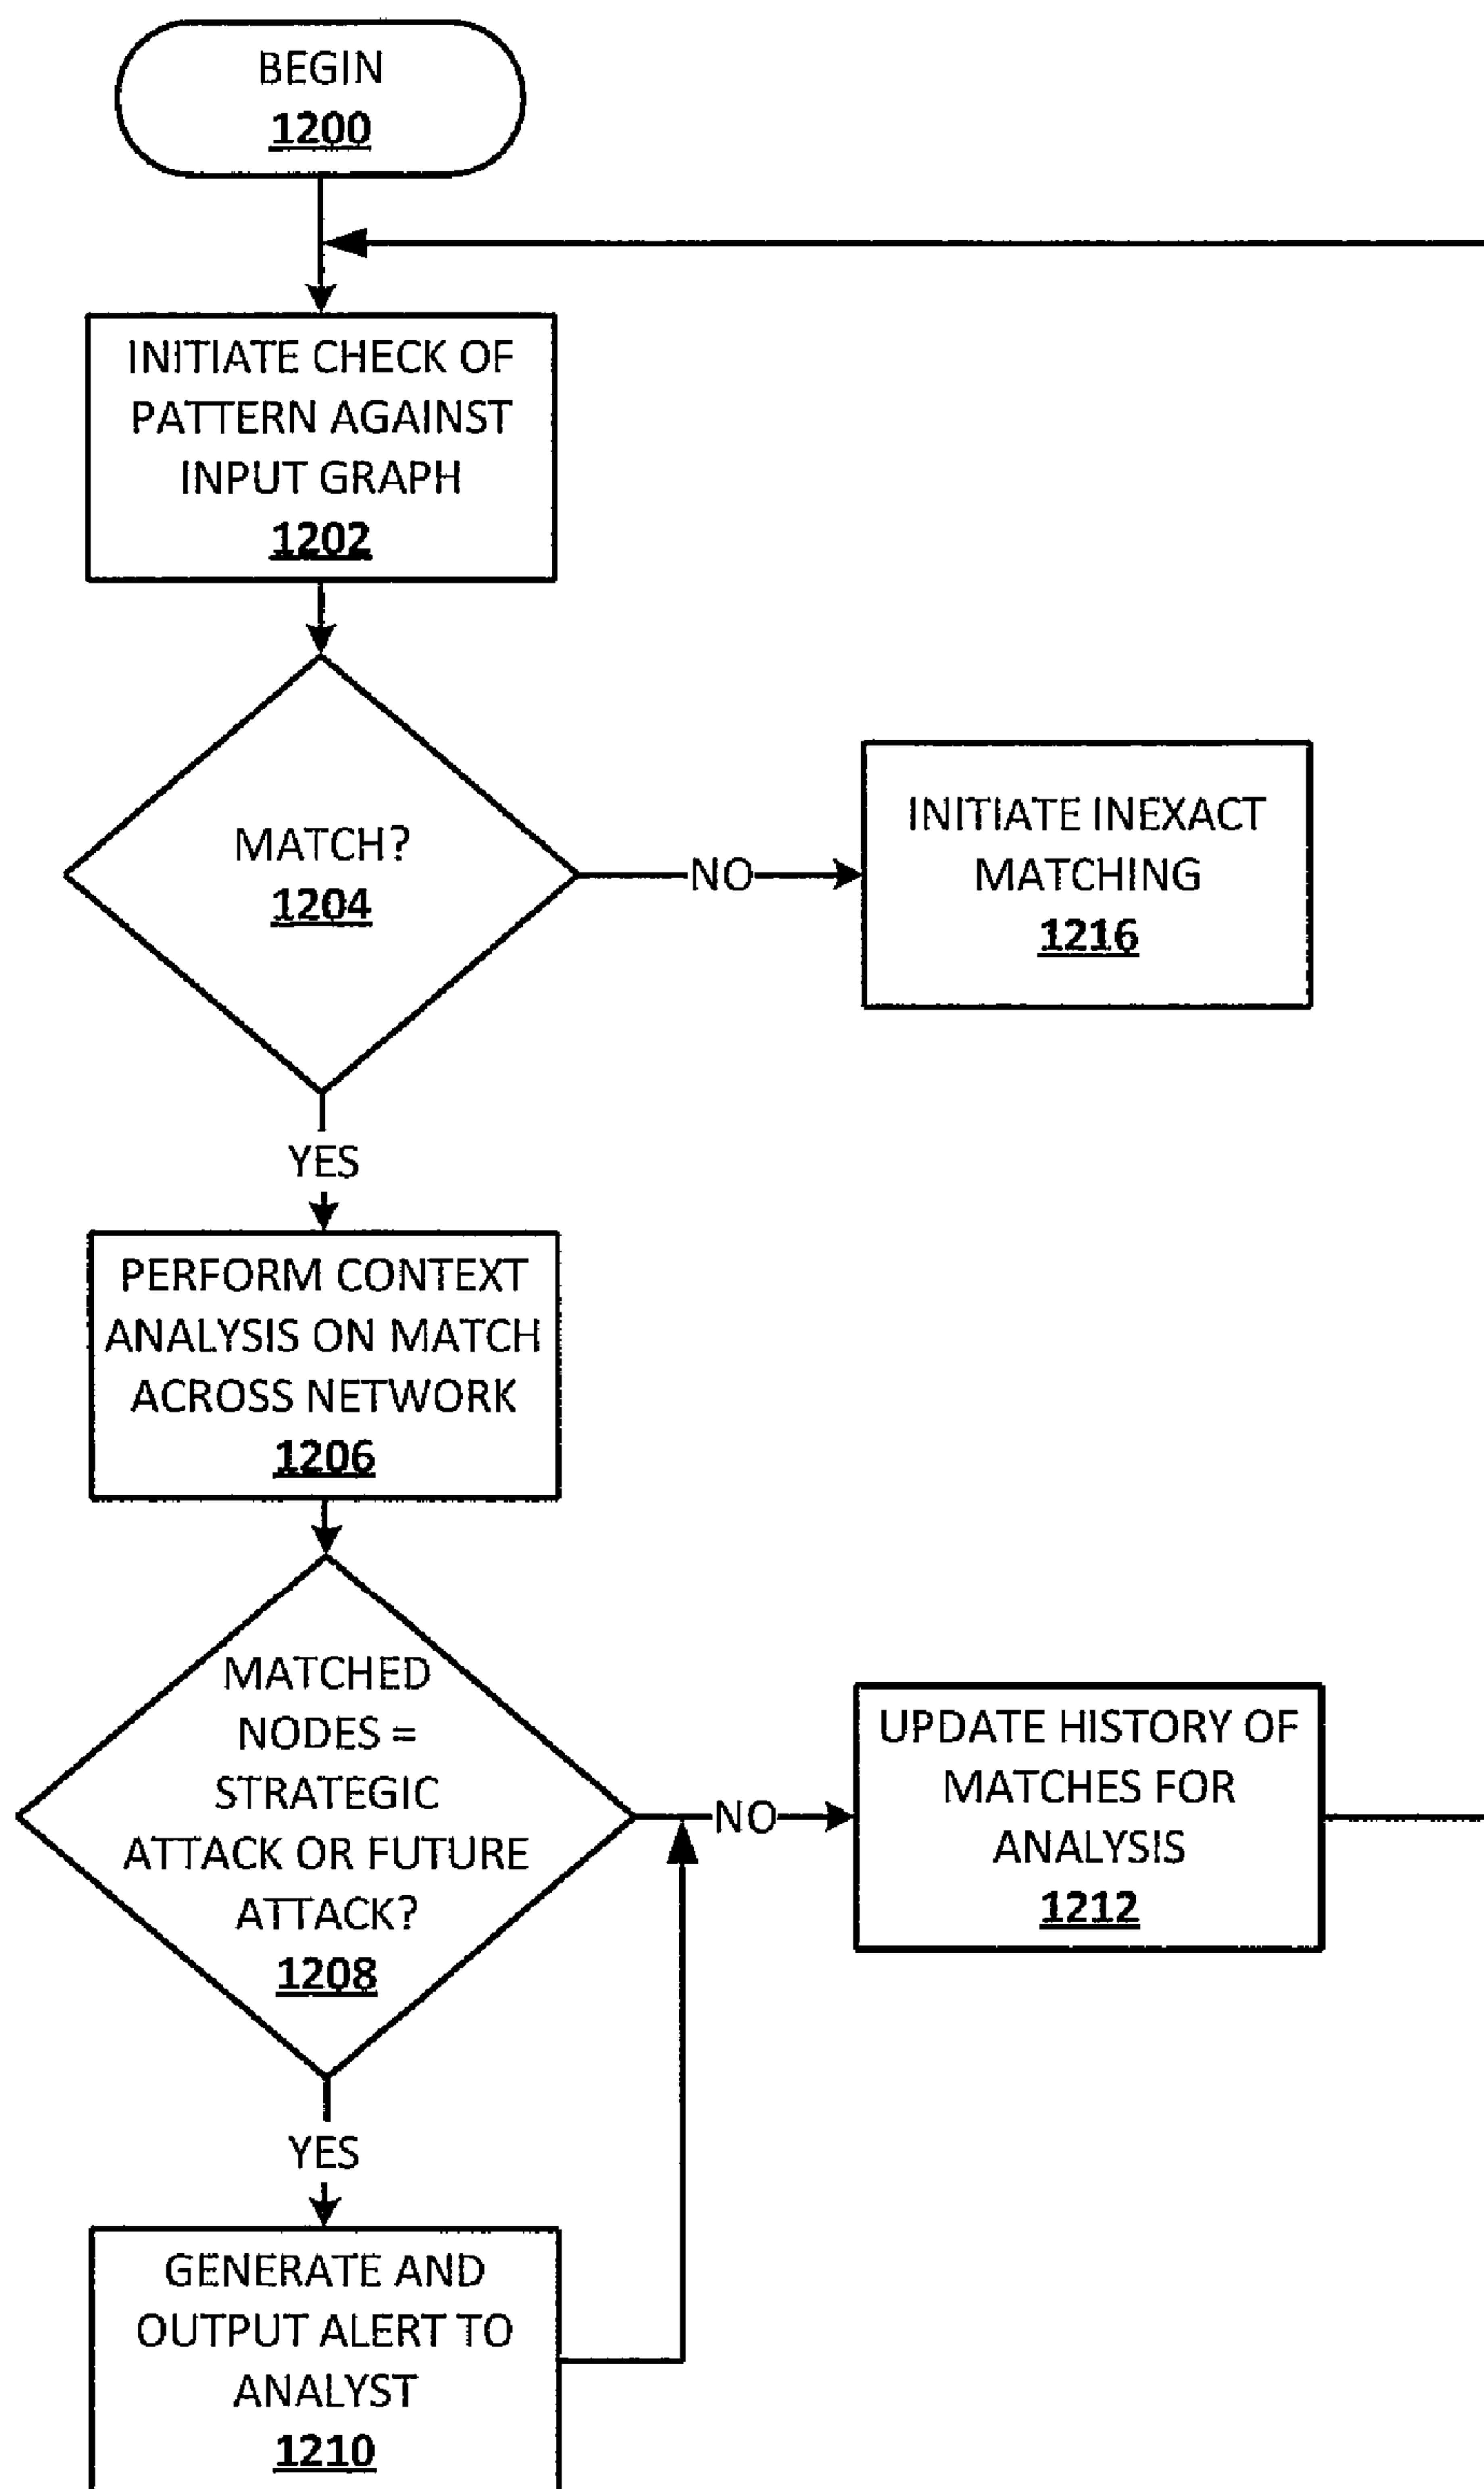 BEGIN
1200
INITIATE CHECK OF
PATTERN AGAINST
INPUT GRAPH
1202
MATCH?
1204
NO
INITIATE INEXACT
MATCHING
1216
YES
PERFORM CONTEXT
ANALYSIS ON MATCH
ACROSS NETWORK
1206
MATCHED
NODES =
STRATEGIC
ATTACK OR FUTURE
ATTACK?
1208
NO
UPDATE HISTORY OF
MATCHES FOR
ANALYSIS
1212
YES
GENERATE AND
OUTPUT ALERT TO
ANALYST
1210